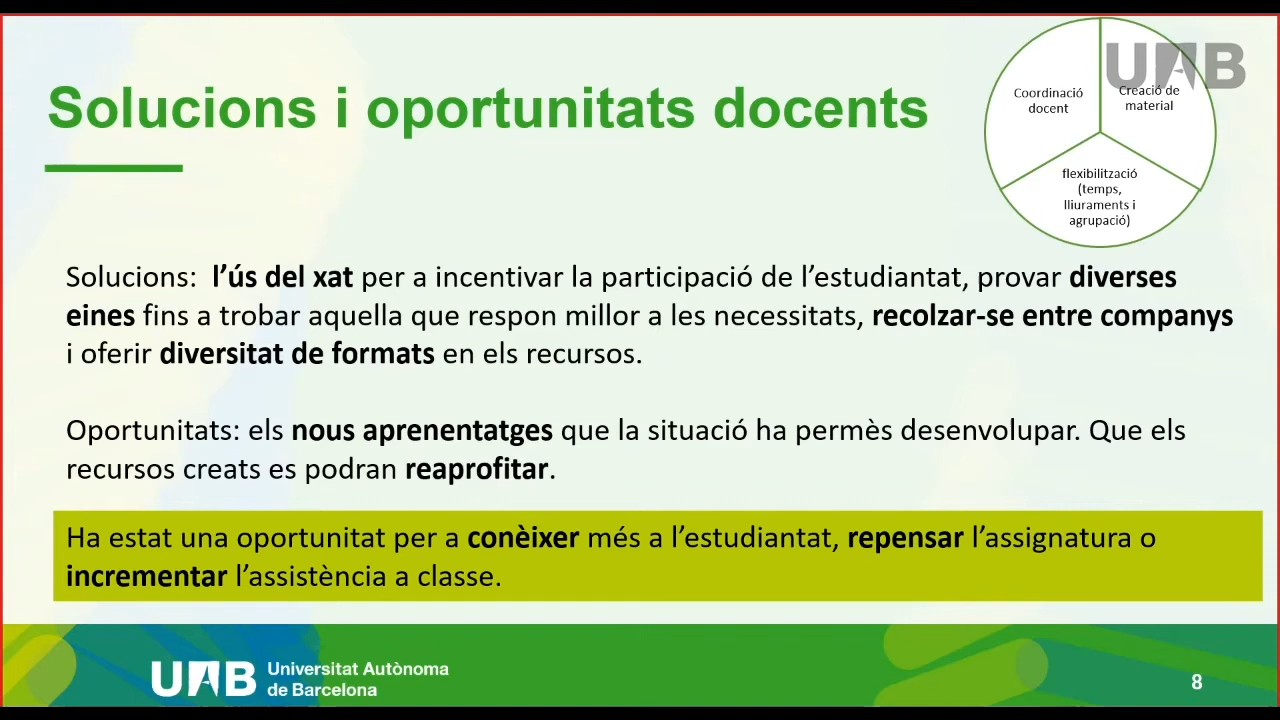 UAB
Solucions i oportunitats docents
Coordinació
docent
Creació de
material
flexibilització
(temps,
lliuraments i
agrupació)
Solucions:  l’ús del xat per a incentivar la participació de l’estudiantat, provar diverses
eines fins a trobar aquella que respon millor a les necessitats, recolzar-se entre companys
i oferir diversitat de formats en els recursos.
Oportunitats: els nous aprenentatges que la situació ha permès desenvolupar. Que els
recursos creats es podran reaprofitar.
Ha estat una oportunitat per a conèixer més a l’estudiantat, repensar l’assignatura o
incrementar l’assistència a classe.
UAB
Universitat Autònoma
de Barcelona
8